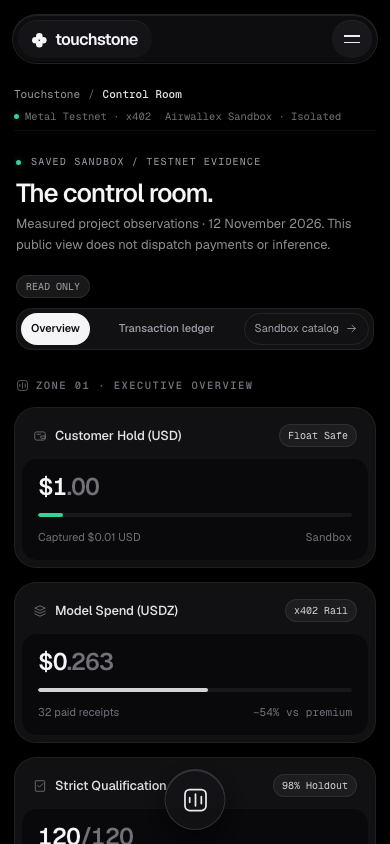 touchstone
Touchstone / Control Room
Metal Testnet · x402 Airwallex Sandbox · Isolated
SAVED SANDBOX / TESTNET EVIDENCE
The control room.
Measured project observations · 12 November 2026. This
public view does not dispatch payments or inference.
READ ONLY
Overview Transaction ledger Sandbox catalog →
ZONE 01 · EXECUTIVE OVERVIEW
Customer Hold (USD) Float Safe
$1.00
Captured $0.01 USD Sandbox
Model Spend (USDZ) x402 Rail
$0.263
32 paid receipts −54% vs premium
Strict Qualification 98% Holdout
120/120